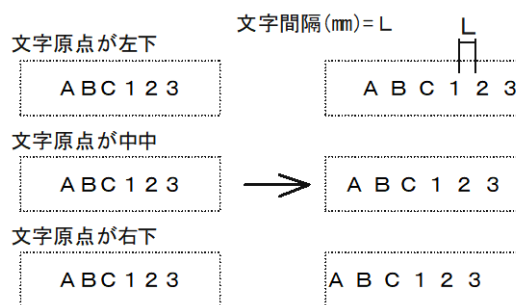 文字間隔(㎜)=L
L
文字原点が左下
ABC123
A B C 1 2 3
文字原点が中中
ABC123
A B C 1 2 3
文字原点が右下
ABC123
A B C 1 2 3